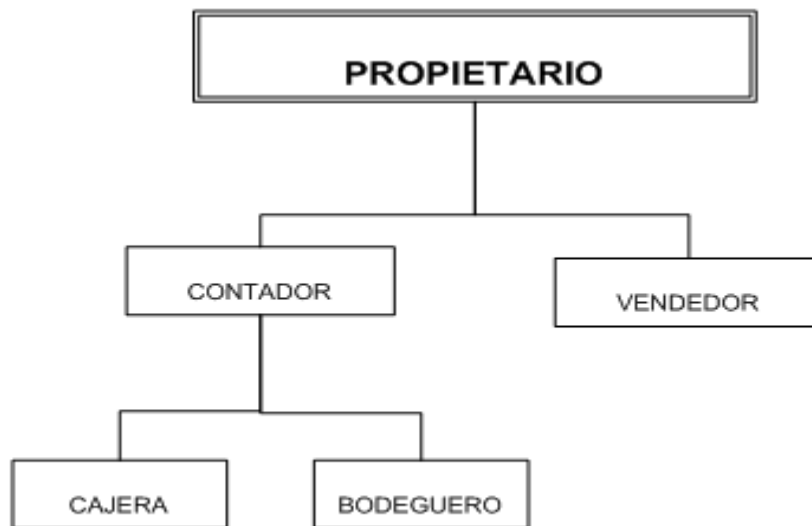 PROPIETARIO
CONTADOR
VENDEDOR
CAJERA
BODEGUERO